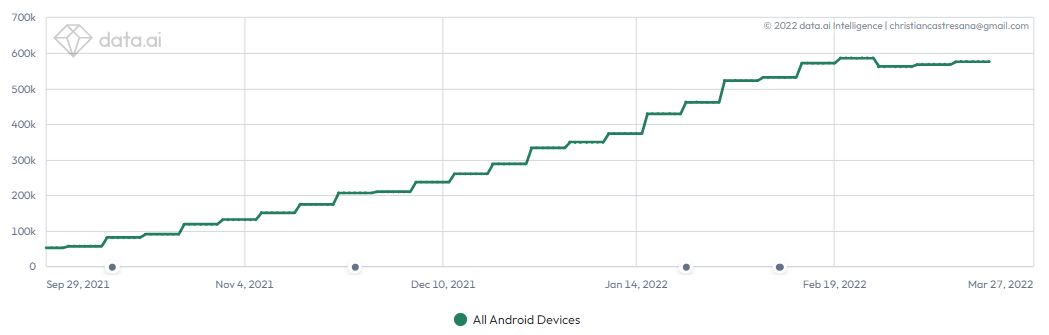 700k
© 2022 data.ai Intelligence | christiancastresana@gmail.com
data.ai
600k
500k
400k
300k
200k
100k
0
Sep 29, 2021 Nov 4, 2021 Dec 10, 2021 Jan 14, 2022 Feb 19, 2022 Mar 27, 2022
All Android Devices